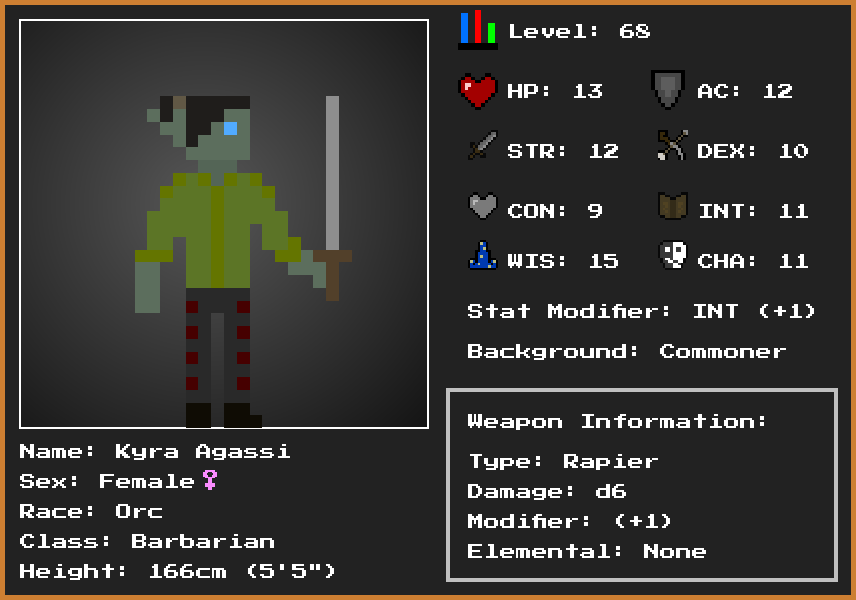 Level: 68
HP: 13
AC: 12
STR: 12
DEX: 10
CON: 9
INT: 11
WIS: 15
CHA: 11
Stat Modifier: INT (+1)
Background: Commoner
Weapon Information:
Type: Rapier
Damage: d6
Modifier: (+1)
Elemental: None
Name: Kyra Agassi
Sex: Female♀
Race: Orc
Class: Barbarian
Height: 166cm (5'5")